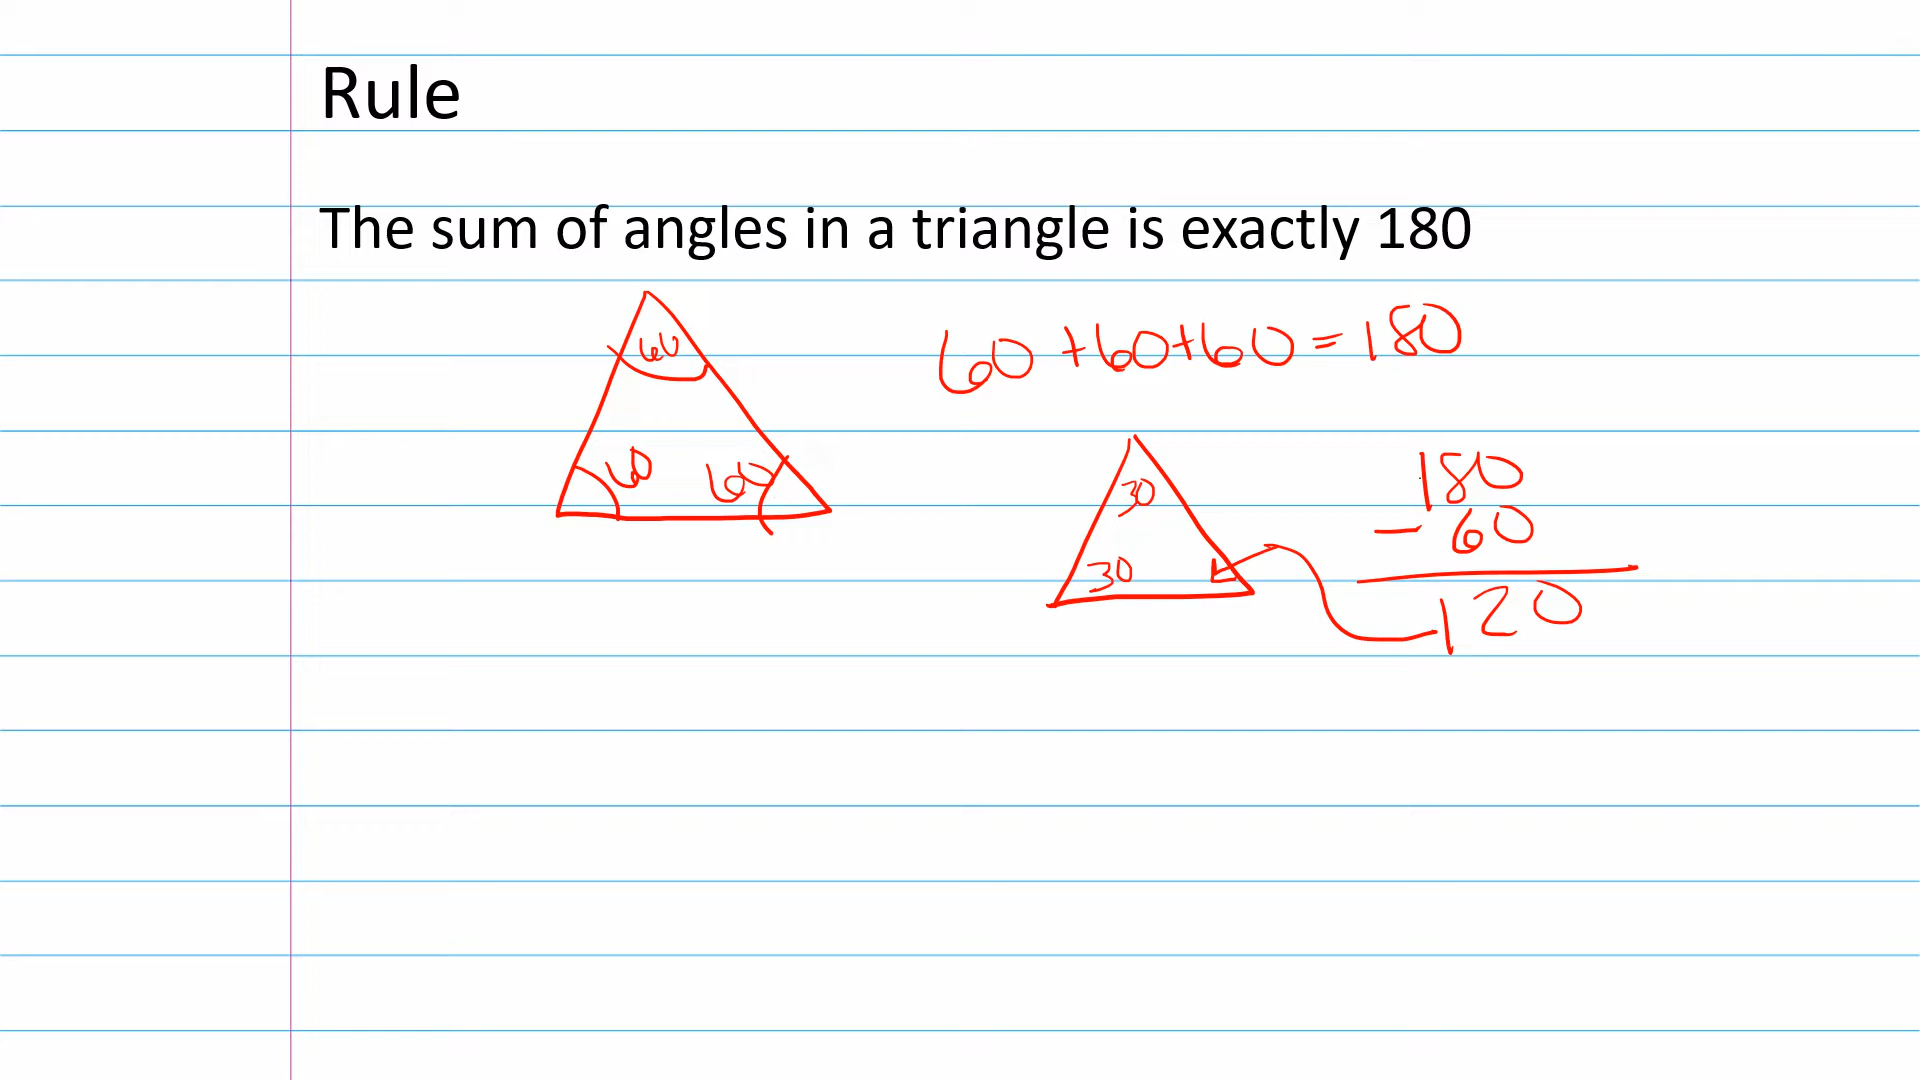 Rule
The sum of angles in a triangle is exactly 180
60
60 60
60 + 60 + 60 = 180
30
30
180
- 60
120